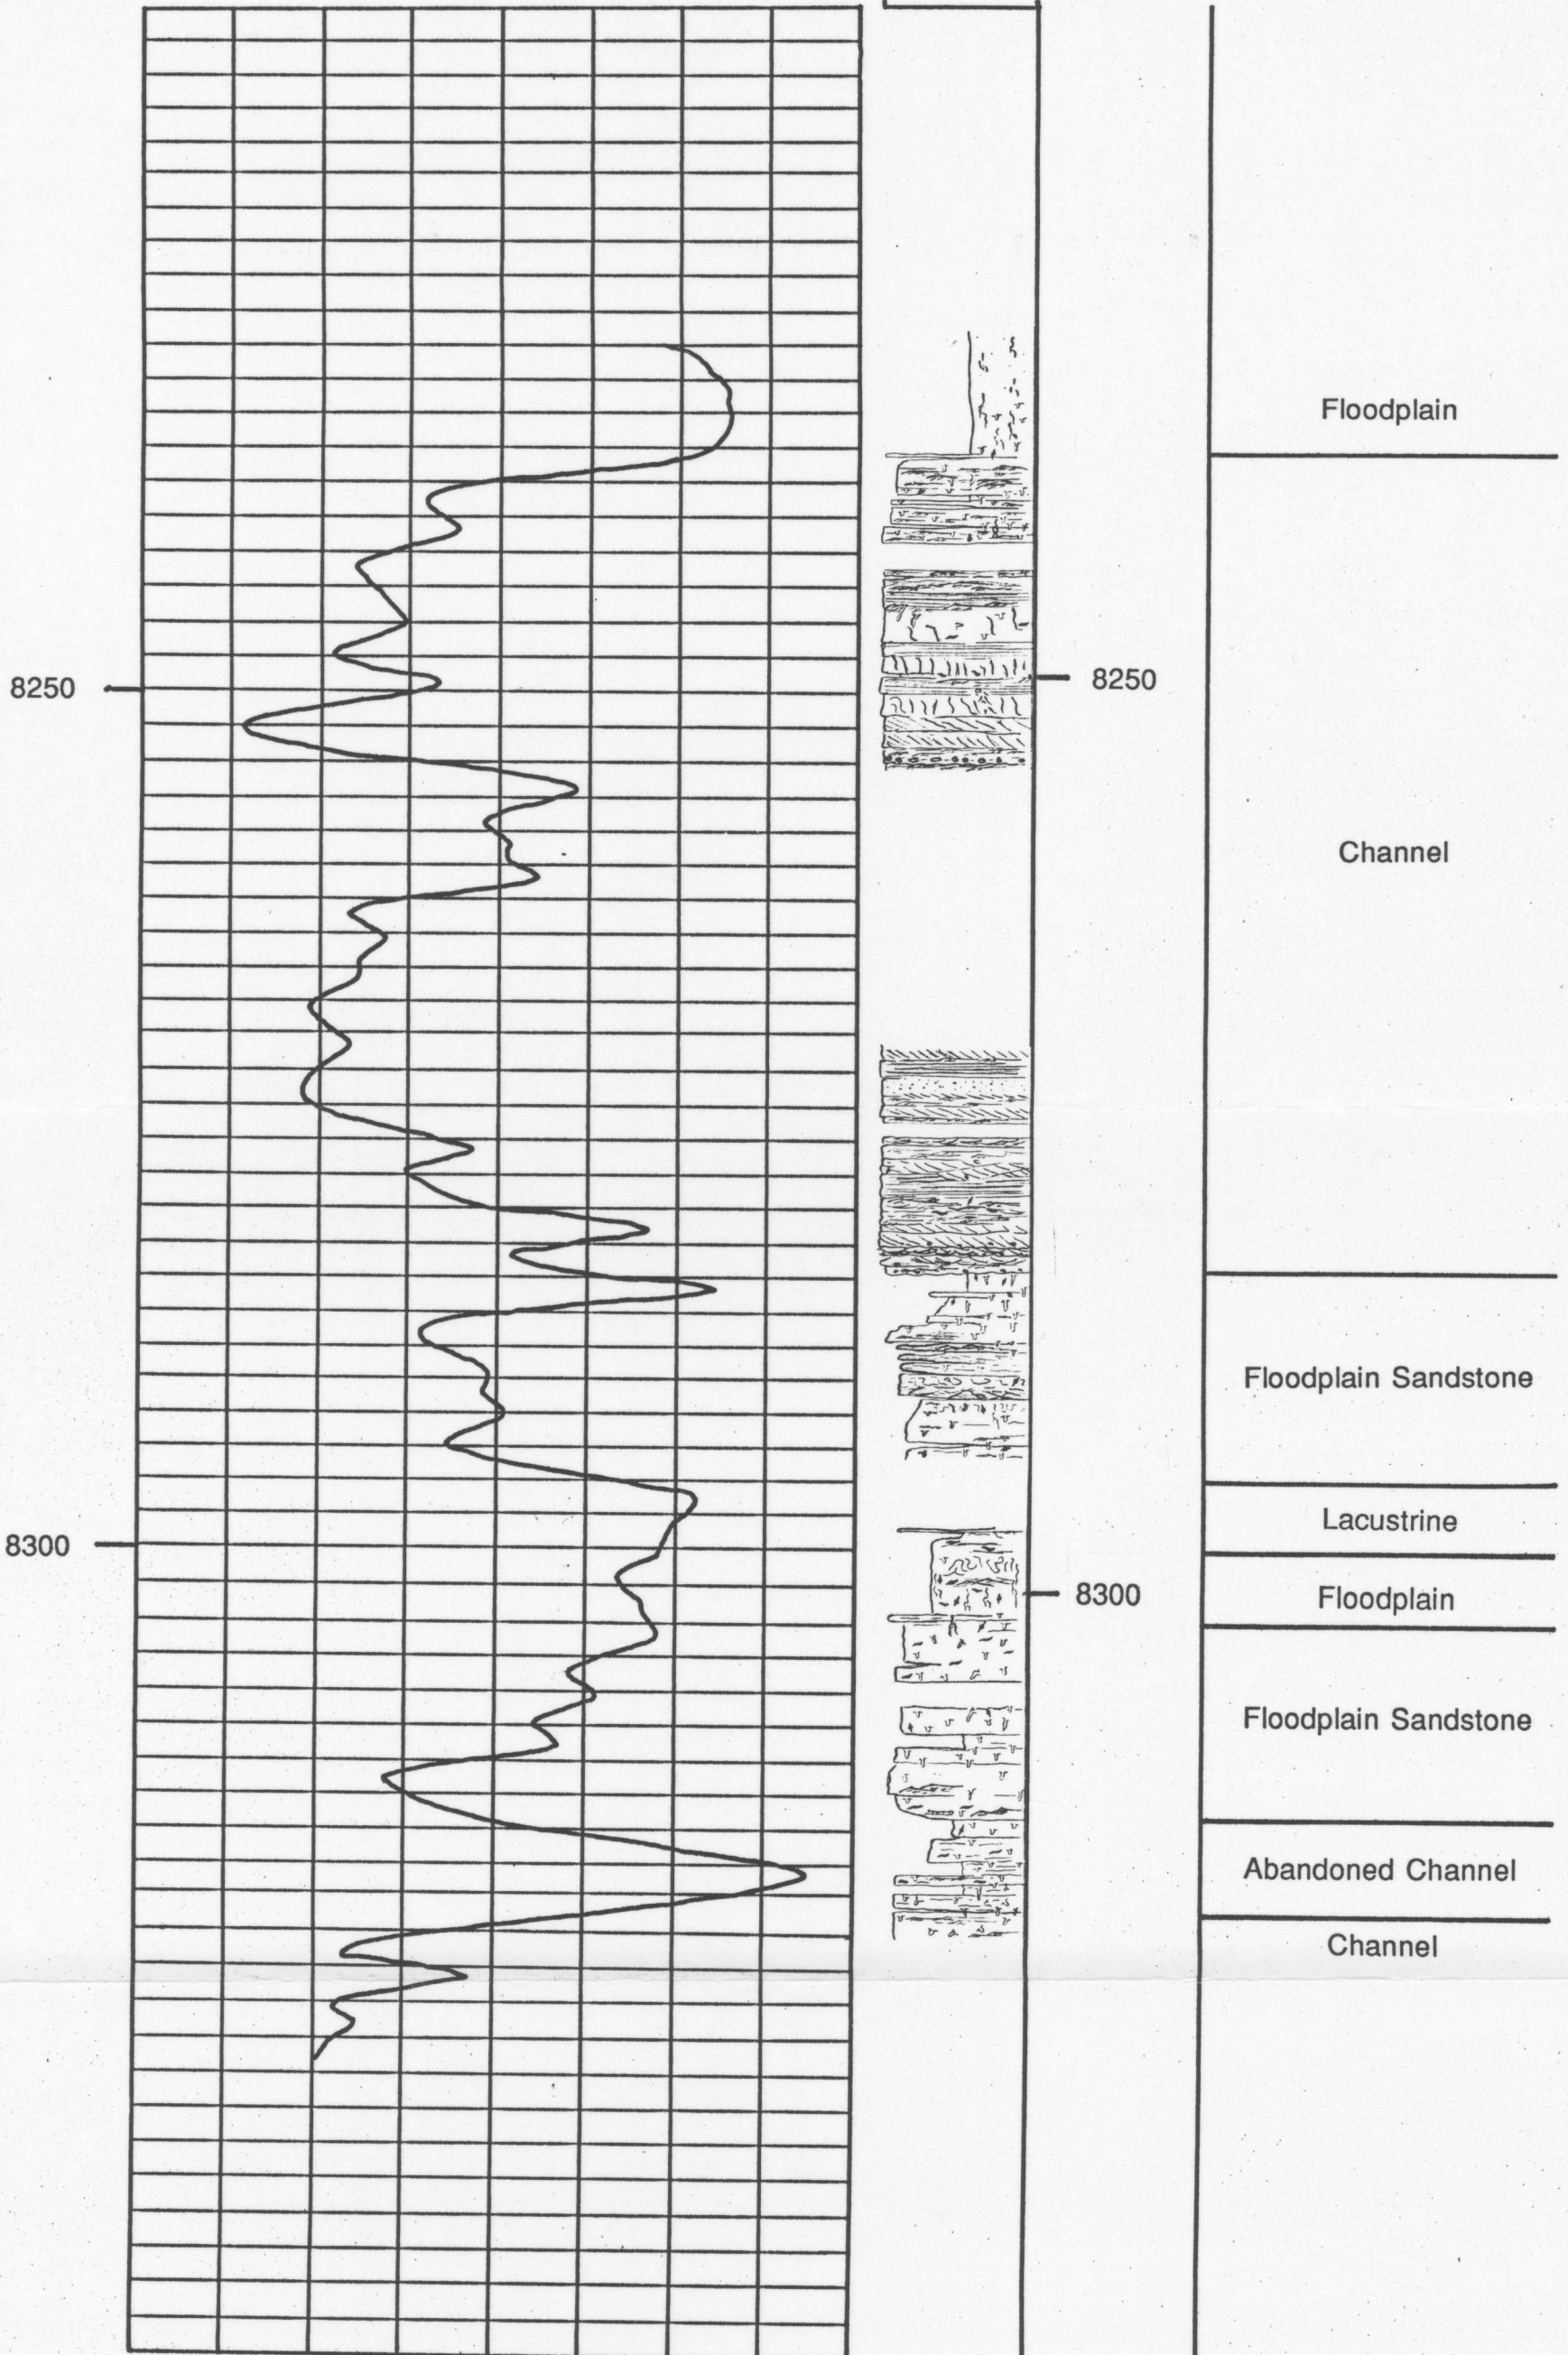 Floodplain
8250
8250
Channel
Floodplain Sandstone
Lacustrine
8300
8300
Floodplain
Floodplain Sandstone
Abandoned Channel
Channel